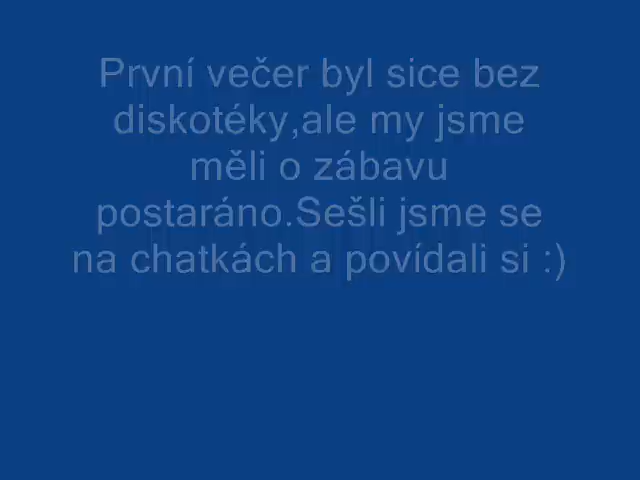 První večer byl sice bez
diskotéky,ale my jsme
měli o zábavu
postaráno.Sešli jsme se
na chatkách a povídali si :)